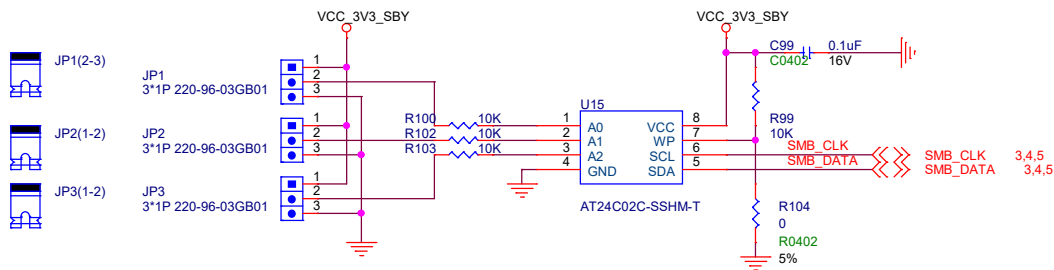 VCC_3V3_SBY
VCC_3V3_SBY
JP1(2-3)
JP1
3*1P 220-96-03GB01
1
2
3
C99
0.1uF
C0402
16V
JP2(1-2)
JP2
3*1P 220-96-03GB01
1
2
3
R100
10K
R102
10K
R103
10K
U15
1
2
3
4
A0
A1
A2
GND
VCC
WP
SCL
SDA
8
7
6
5
AT24C02C-SSHM-T
R99
10K
SMB_CLK
SMB_DATA
SMB_CLK 3,4,5
SMB_DATA 3,4,5
JP3(1-2)
JP3
3*1P 220-96-03GB01
1
2
3
R104
0
R0402
5%